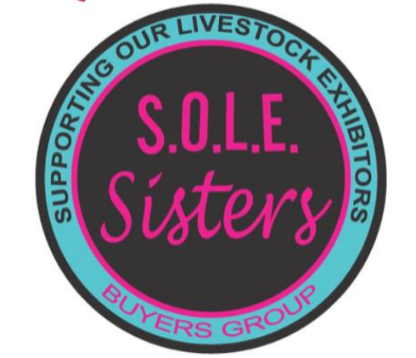 SUPPORTING OUR LIVESTOCK EXHIBITORS
S.O.L.E.
Sisters
BUYERS GROUP